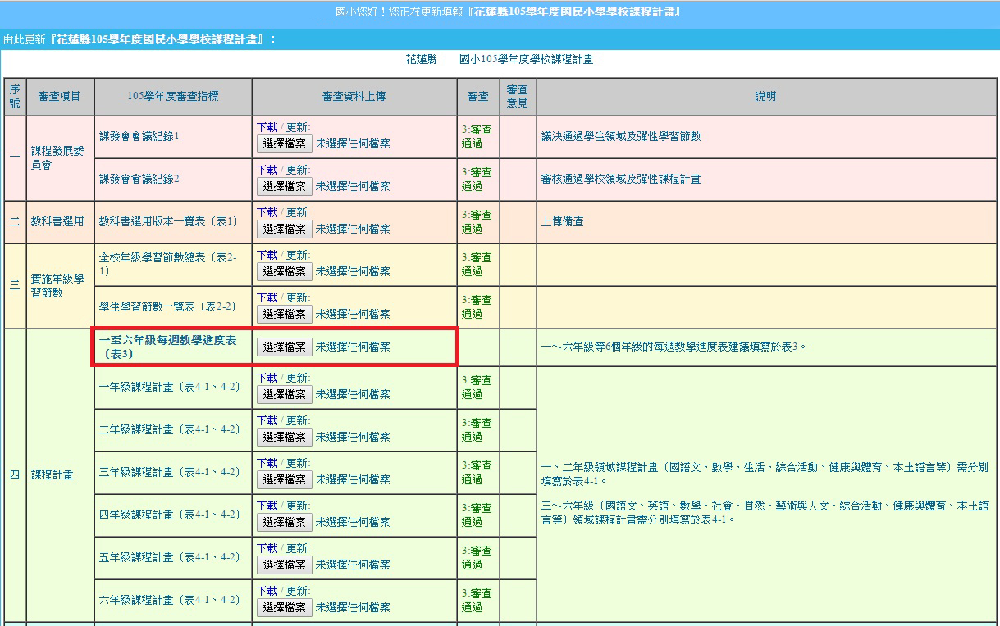 國小您好！您正在更新填報『花蓮縣105學年度國民小學學校課程計畫』
由此更新『花蓮縣105學年度國民小學學校課程計畫』：
花蓮縣 國小105學年度學校課程計畫
序號 審查項目 105學年度審查指標 審查資料上傳 審查 審查意見 說明
一 課程發展委員會
課發會會議紀錄1 下載 / 更新: 選擇檔案 未選擇任何檔案 3:審查通過 議決通過學生領域及彈性學習節數
課發會會議紀錄2 下載 / 更新: 選擇檔案 未選擇任何檔案 3:審查通過 審核通過學校領域及彈性課程計畫
二 教科書選用 教科書選用版本一覽表〔表1〕 下載 / 更新: 選擇檔案 未選擇任何檔案 3:審查通過 上傳備查
三 實施年級學習節數
全校年級學習節數總表〔表2-1〕 下載 / 更新: 選擇檔案 未選擇任何檔案 3:審查通過
學生學習節數一覽表〔表2-2〕 下載 / 更新: 選擇檔案 未選擇任何檔案 3:審查通過
四 課程計畫
一至六年級每週教學進度表〔表3〕 選擇檔案 未選擇任何檔案 一～六年級等6個年級的每週教學進度表建議填寫於表3。
一年級課程計畫〔表4-1、4-2〕 下載 / 更新: 選擇檔案 未選擇任何檔案 3:審查通過
二年級課程計畫〔表4-1、4-2〕 下載 / 更新: 選擇檔案 未選擇任何檔案 3:審查通過
三年級課程計畫〔表4-1、4-2〕 下載 / 更新: 選擇檔案 未選擇任何檔案 3:審查通過
四年級課程計畫〔表4-1、4-2〕 下載 / 更新: 選擇檔案 未選擇任何檔案 3:審查通過
五年級課程計畫〔表4-1、4-2〕 下載 / 更新: 選擇檔案 未選擇任何檔案 3:審查通過
六年級課程計畫〔表4-1、4-2〕 下載 / 更新: 選擇檔案 未選擇任何檔案 3:審查通過
一、二年級領域課程計畫〔國語文、數學、生活、綜合活動、健康與體育、本土語言等〕需分別
填寫於表4-1。
三～六年級〔國語文、英語、數學、社會、自然、藝術與人文、綜合活動、健康與體育、本土語
言等〕領域課程計畫需分別填寫於表4-1。